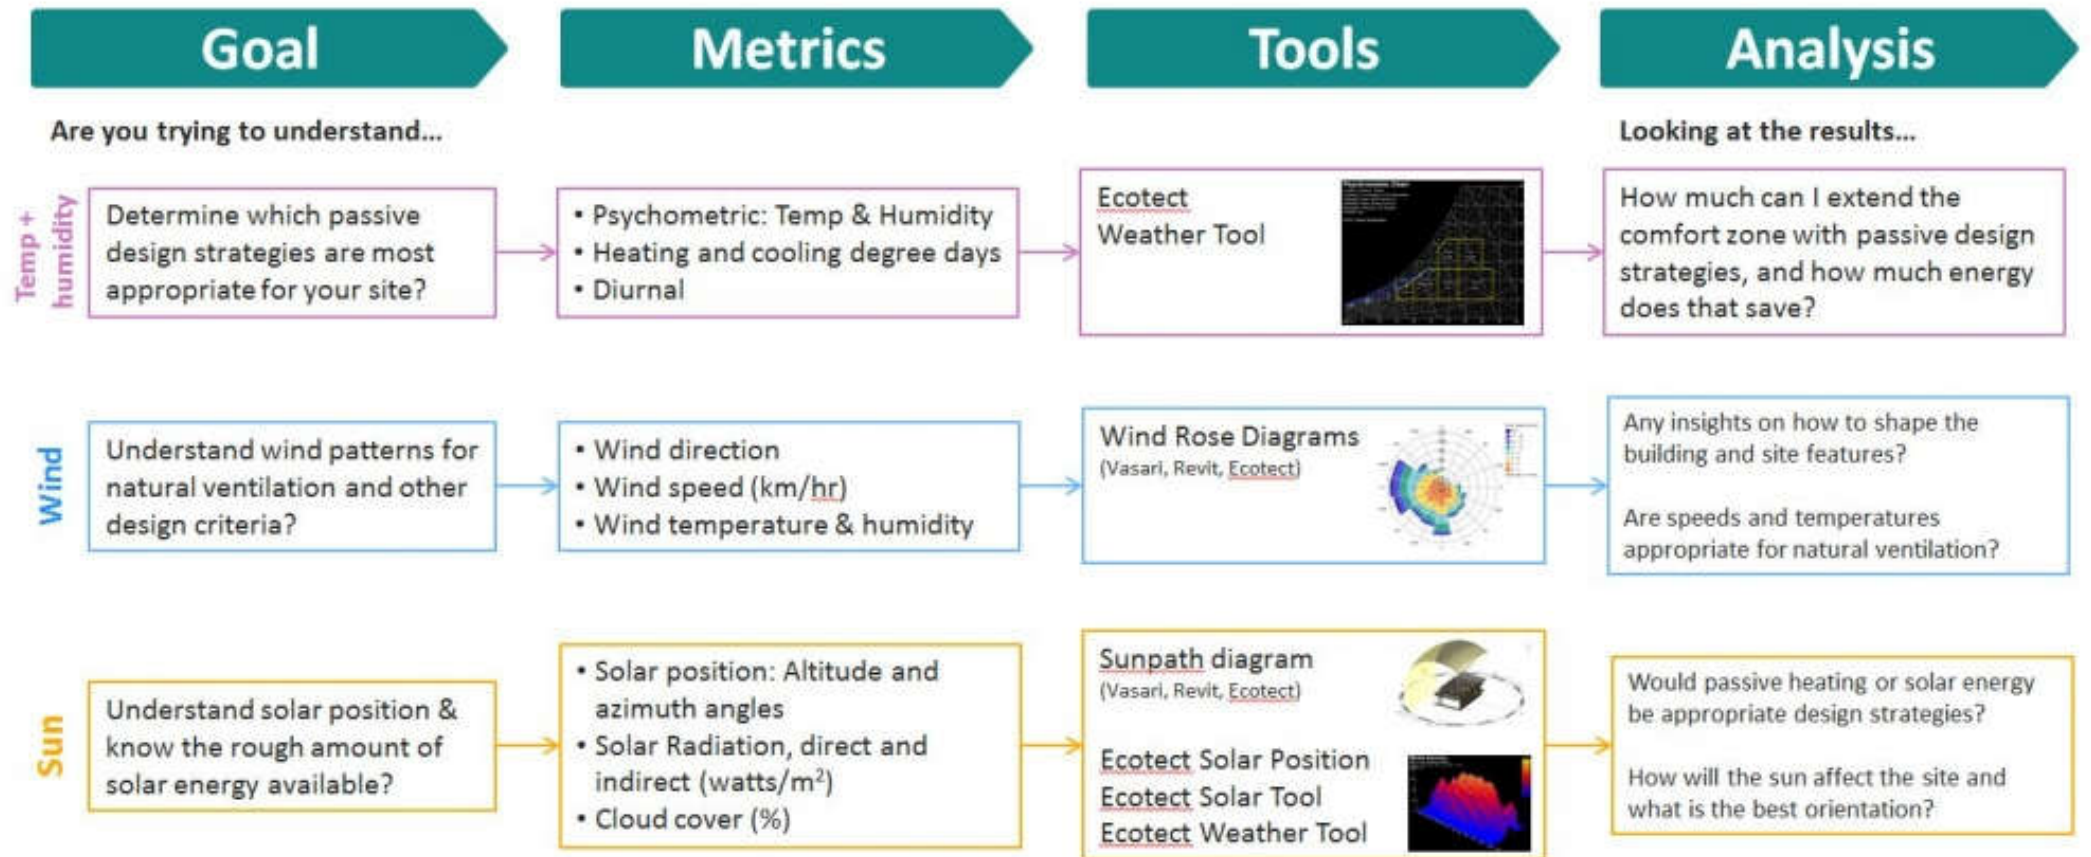 Goal
Metrics
Tools
Analysis
Are you trying to understand...
Looking at the results...
Temp +
humidity
Determine which passive
design strategies are most
appropriate for your site?
• Psychometric: Temp & Humidity
• Heating and cooling degree days
• Diurnal
Ecotect
Weather Tool
How much can I extend the
comfort zone with passive design
strategies, and how much energy
does that save?
Wind
Understand wind patterns for
natural ventilation and other
design criteria?
• Wind direction
• Wind speed (km/hr)
• Wind temperature & humidity
Wind Rose Diagrams
(Vasari, Revit, Ecotect)
Any insights on how to shape the
building and site features?
Are speeds and temperatures
appropriate for natural ventilation?
Sun
Understand solar position &
know the rough amount of
solar energy available?
• Solar position: Altitude and
azimuth angles
• Solar Radiation, direct and
indirect (watts/m²)
• Cloud cover (%)
Sunpath diagram
(Vasari, Revit, Ecotect)
Ecotect Solar Position
Ecotect Solar Tool
Ecotect Weather Tool
Would passive heating or solar energy
be appropriate design strategies?
How will the sun affect the site and
what is the best orientation?